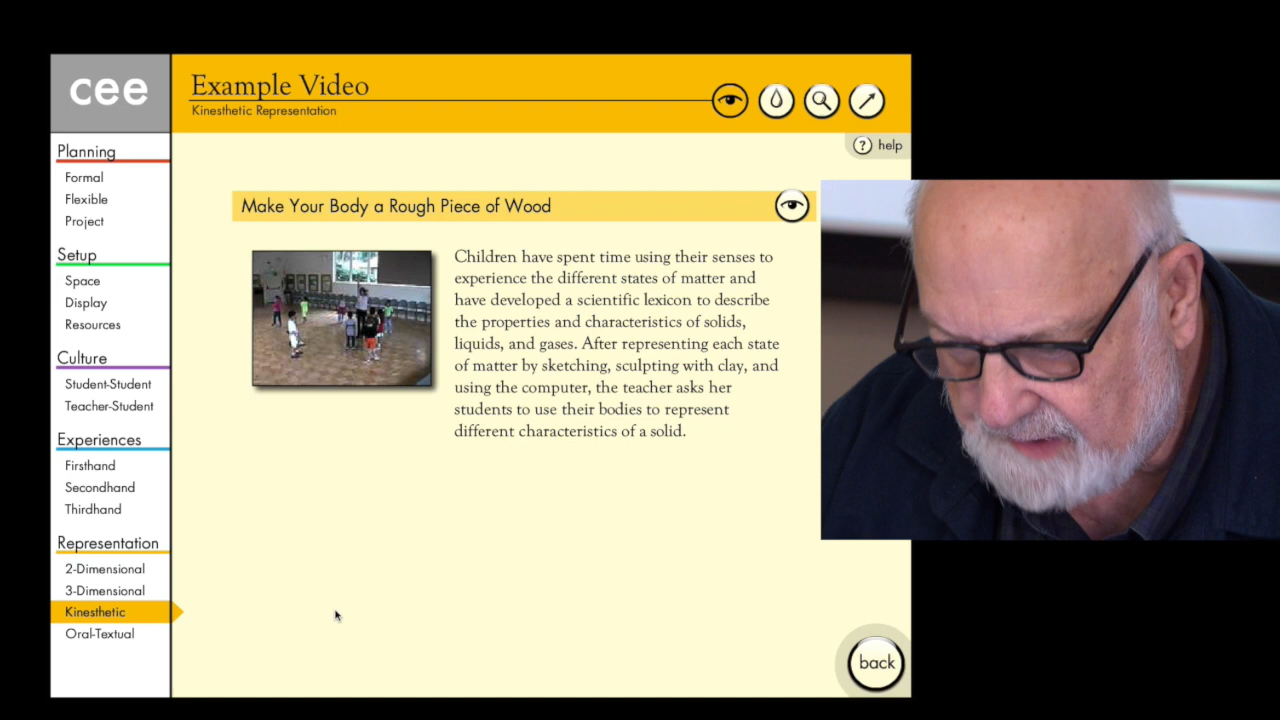 cee
Example Video
Kinesthetic Representation
? help
Planning
Formal
Flexible
Project
Setup
Space
Display
Resources
Culture
Student-Student
Teacher-Student
Experiences
Firsthand
Secondhand
Thirdhand
Representation
2-Dimensional
3-Dimensional
Kinesthetic
Oral-Textual
Make Your Body a Rough Piece of Wood
Children have spent time using their senses to
experience the different states of matter and
have developed a scientific lexicon to describe
the properties and characteristics of solids,
liquids, and gases. After representing each state
of matter by sketching, sculpting with clay, and
using the computer, the teacher asks her
students to use their bodies to represent
different characteristics of a solid.
back